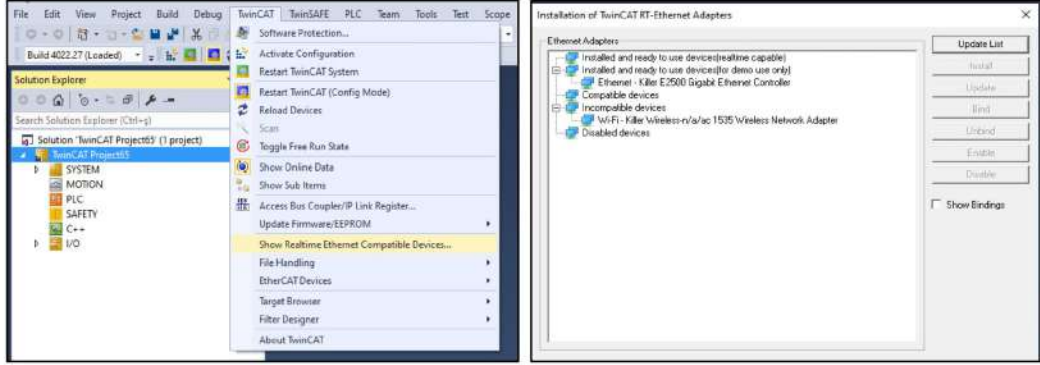 File Edit View Project Build Debug TwinCAT TwinSAFE PLC Team Tools Test Scope
Build 4022.27 (Loaded)
Solution Explorer
Search Solution Explorer (Ctrl+ş)
Solution 'TwinCAT Project65' (1 project)
TwinCAT Project65
SYSTEM
MOTION
PLC
SAFETY
C++
I/O
Software Protection...
Activate Configuration
Restart TwinCAT System
Restart TwinCAT (Config Mode)
Reload Devices
Scan
Toggle Free Run State
Show Online Data
Show Sub Items
Access Bus Coupler/IP Link Register...
Update Firmware/EEPROM
Show Realtime Ethernet Compatible Devices...
File Handling
EtherCAT Devices
Target Browser
Filter Designer
About TwinCAT
Installation of TwinCAT RT-Ethernet Adapters
Ethernet Adapters
Installed and ready to use devices(realtime capable)
Installed and ready to use devices(for demo use only)
Ethernet - Killer E2500 Gigabit Ethernet Controller
Compatible devices
Incompatible devices
Wi-Fi - Killer Wireless-n/a/ac 1535 Wireless Network Adapter
Disabled devices
Update List
Install
Update
Bind
Unbind
Enable
Disable
Show Bindings